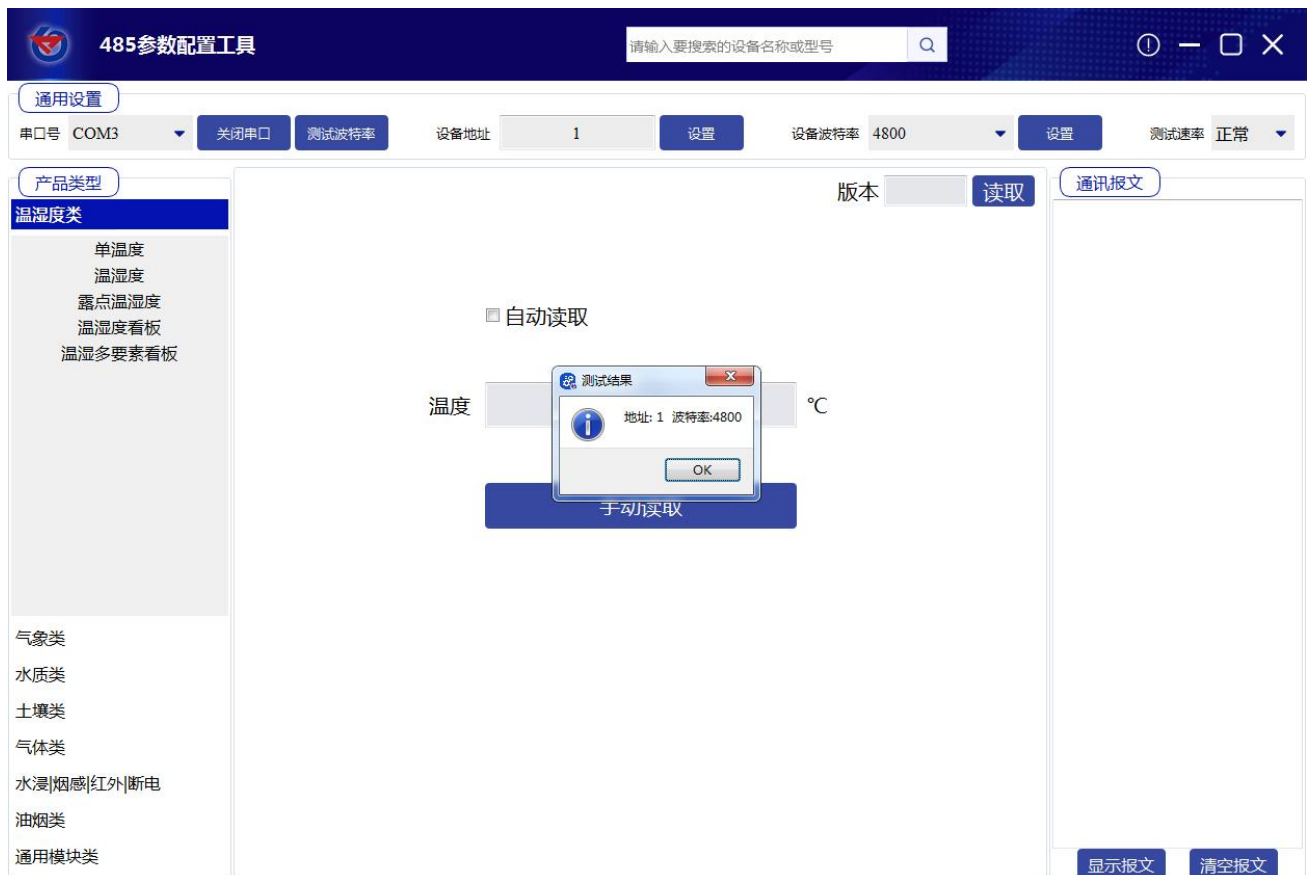 485参数配置工具
请输入要搜索的设备名称或型号
通用设置
串口号 COM3 关闭串口 测试波特率 设备地址 1 设置 设备波特率 4800 设置 测试速率 正常
产品类型
温湿度类
单温度
温湿度
露点温湿度
温湿度看板
温湿多要素看板
气象类
水质类
土壤类
气体类
水浸|烟感|红外|断电
油烟类
通用模块类
版本 读取
自动读取
温度 ℃
手动读取
测试结果
地址: 1 波特率:4800
OK
通讯报文
显示报文 清空报文